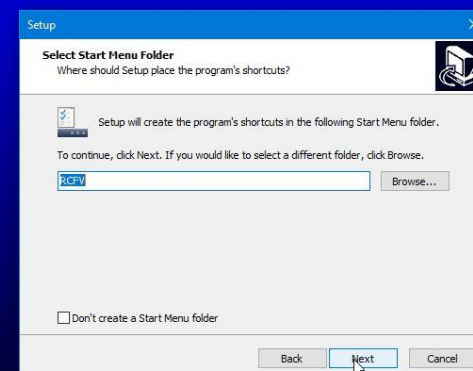 Setup
Select Start Menu Folder
Where should Setup place the program's shortcuts?
Setup will create the program's shortcuts in the following Start Menu folder.
To continue, click Next. If you would like to select a different folder, click Browse.
RCFV
Browse...
Don't create a Start Menu folder
Back
Next
Cancel